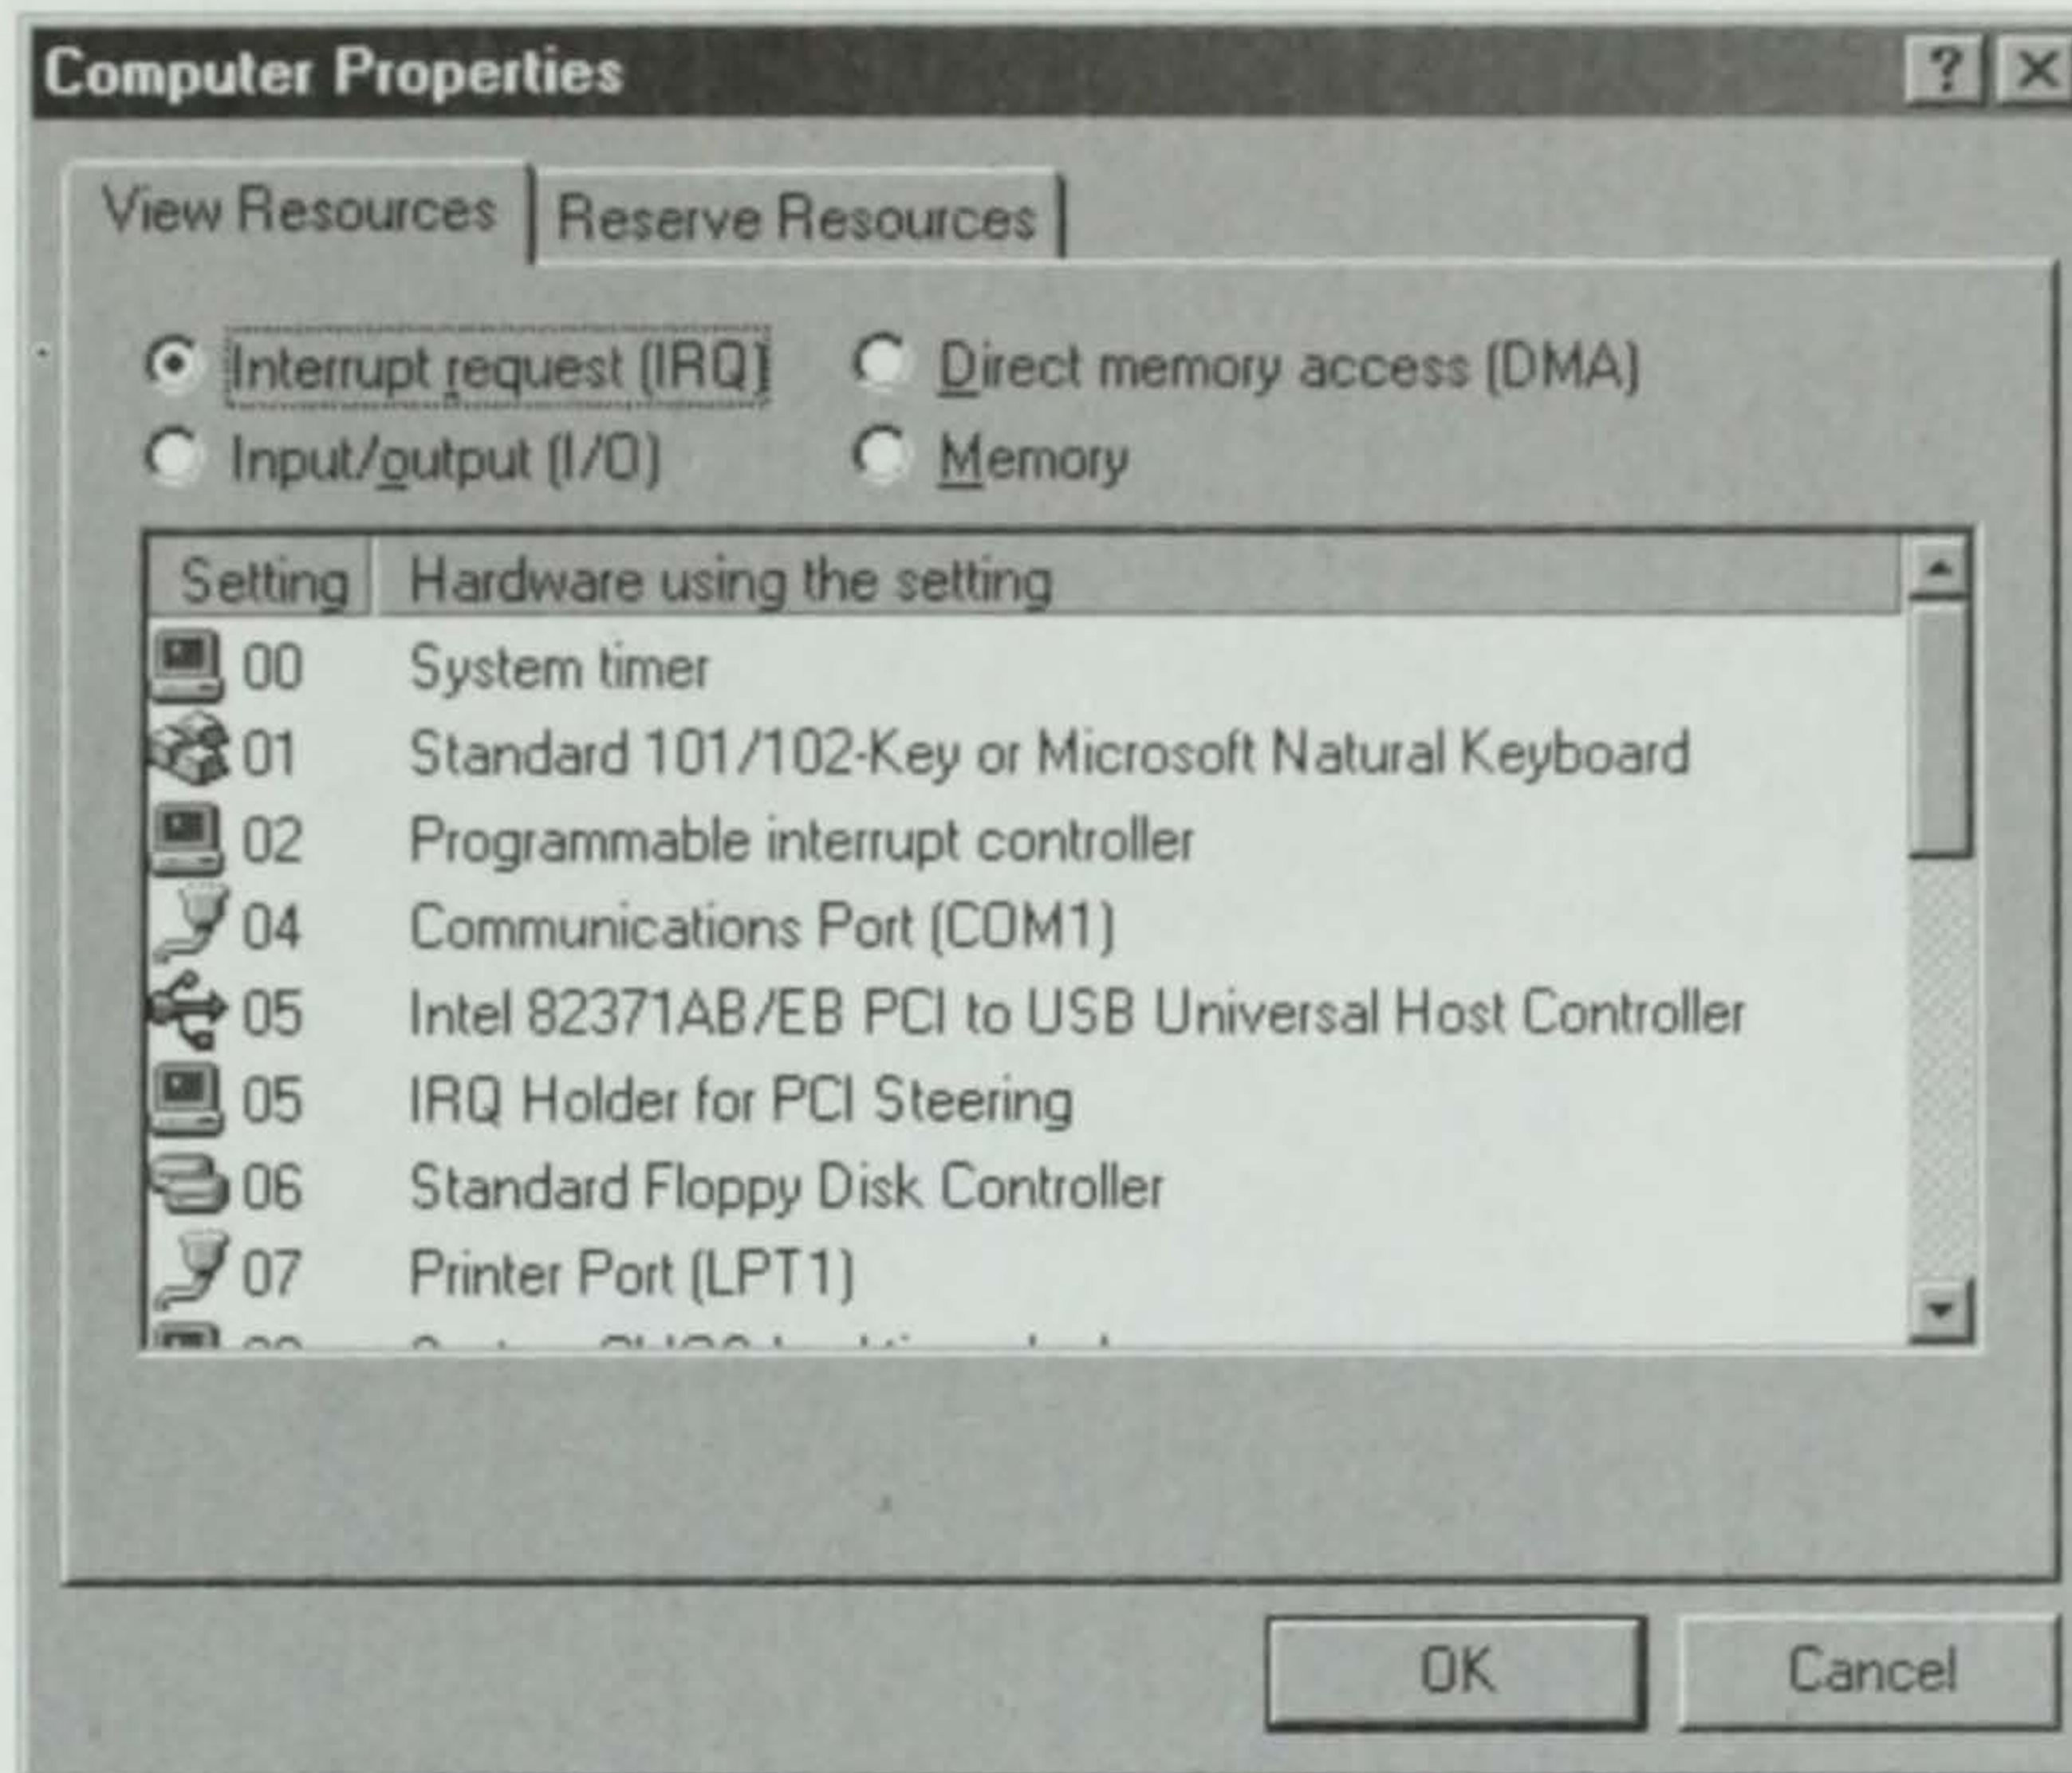 Computer Properties ? X
View Resources Reserve Resources
Interrupt request (IRQ) Direct memory access (DMA)
Input/output (I/O) Memory
Setting Hardware using the setting
00 System timer
01 Standard 101/102-Key or Microsoft Natural Keyboard
02 Programmable interrupt controller
04 Communications Port (COM1)
05 Intel 82371AB/EB PCI to USB Universal Host Controller
05 IRQ Holder for PCI Steering
06 Standard Floppy Disk Controller
07 Printer Port (LPT1)
OK Cancel